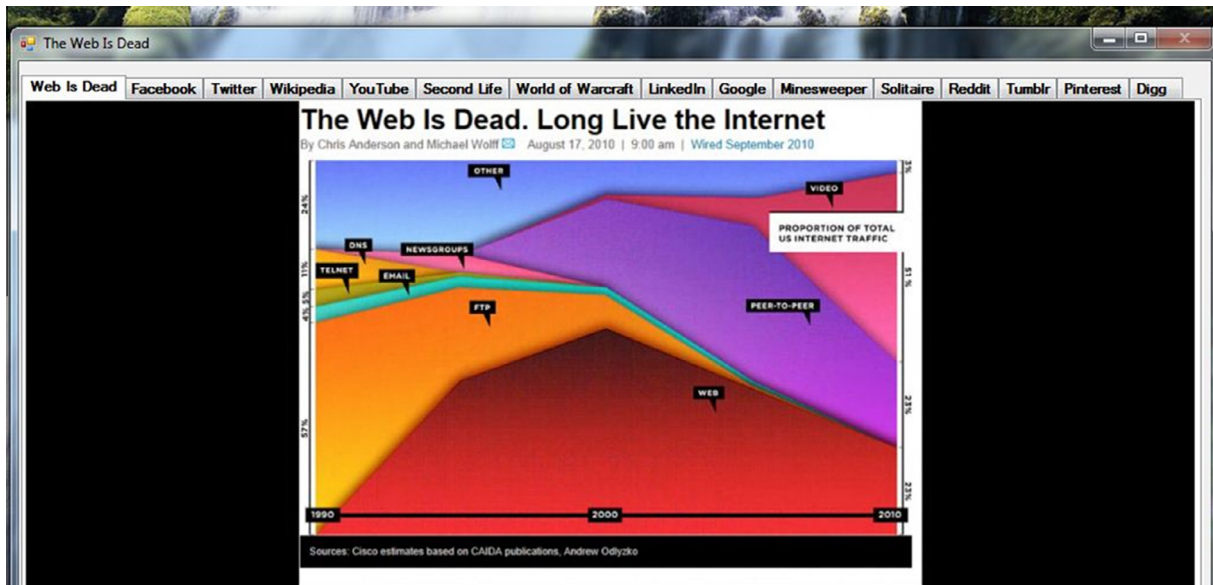 The Web Is Dead
Web Is Dead Facebook Twitter Wikipedia YouTube Second Life World of Warcraft LinkedIn Google Minesweeper Solitaire Reddit Tumblr Pinterest Digg
The Web Is Dead. Long Live the Internet
By Chris Anderson and Michael Wolff August 17, 2010 | 9:00 am | Wired September 2010
OTHER
VIDEO
24%
PROPORTION OF TOTAL
US INTERNET TRAFFIC
DNS
NEWSGROUPS
TELNET
EMAIL
11%
51%
4% 5%
FTP
PEER-TO-PEER
WEB
23%
57%
23%
1990
2000
2010
Sources: Cisco estimates based on CAIDA publications, Andrew Odlyzko